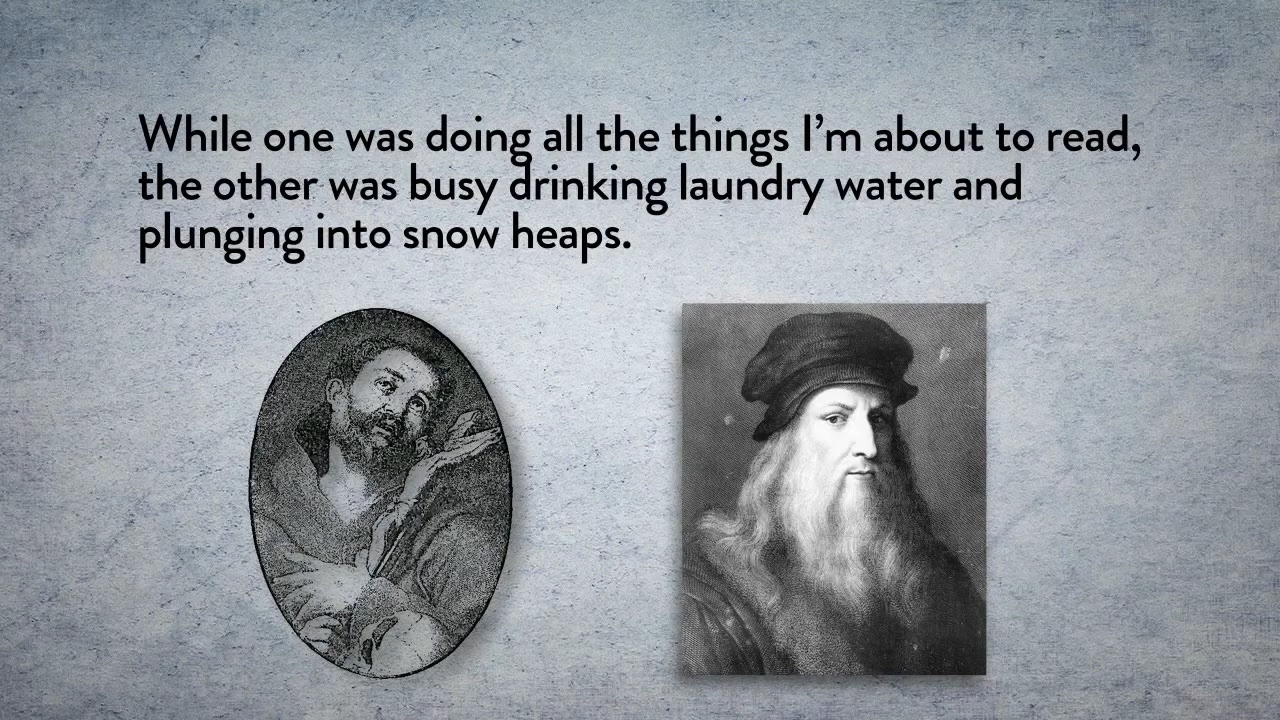 While one was doing all the things I’m about to read,
the other was busy drinking laundry water and
plunging into snow heaps.